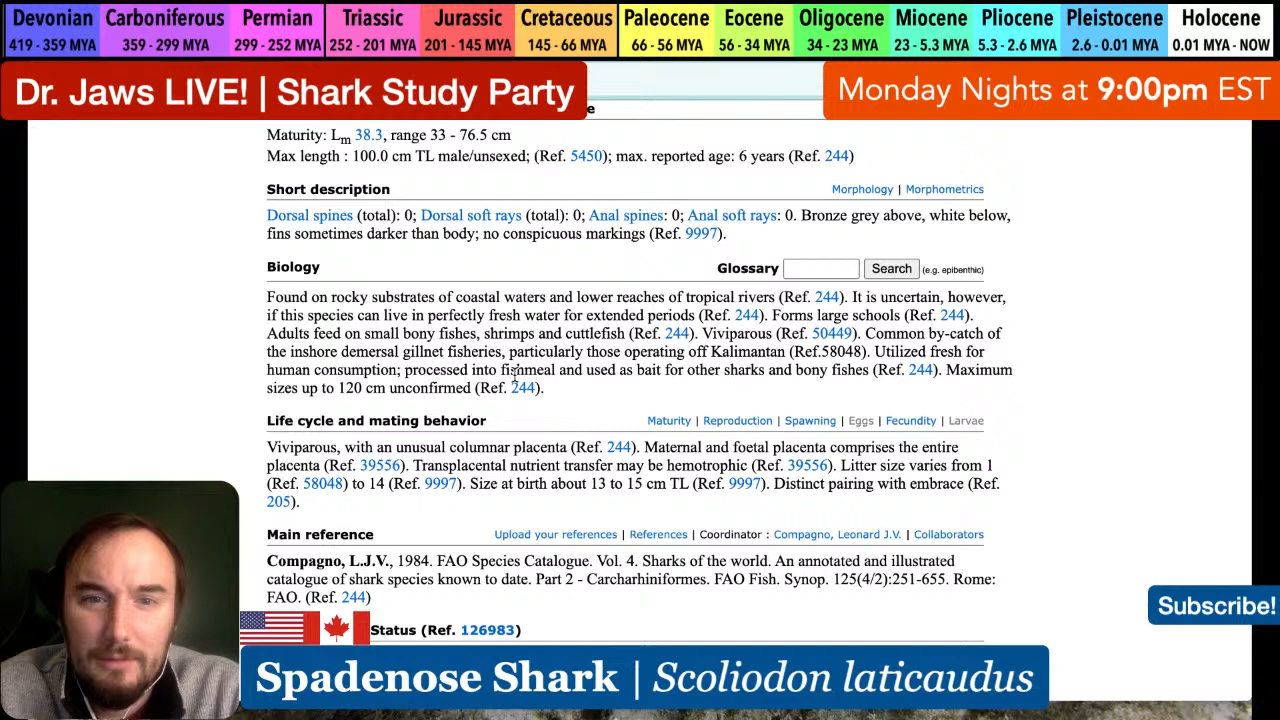 Devonian Carboniferous Permian Triassic Jurassic Cretaceous Paleocene Eocene Oligocene Miocene Pliocene Pleistocene Holocene
419 - 359 MYA 359 - 299 MYA 299 - 252 MYA 252 - 201 MYA 201 - 145 MYA 145 - 66 MYA 66 - 56 MYA 56 - 34 MYA 34 - 23 MYA 23 - 5.3 MYA 5.3 - 2.6 MYA 2.6 - 0.01 MYA 0.01 MYA - NOW
Dr. Jaws LIVE! | Shark Study Party
Monday Nights at 9:00pm EST
Maturity: Lm 38.3, range 33 - 76.5 cm
Max length : 100.0 cm TL male/unsexed; (Ref. 5450); max. reported age: 6 years (Ref. 244)
Short description Morphology | Morphometrics
Dorsal spines (total): 0; Dorsal soft rays (total): 0; Anal spines: 0; Anal soft rays: 0. Bronze grey above, white below,
fins sometimes darker than body; no conspicuous markings (Ref. 9997).
Biology Glossary Search (e.g. epibenthic)
Found on rocky substrates of coastal waters and lower reaches of tropical rivers (Ref. 244). It is uncertain, however,
if this species can live in perfectly fresh water for extended periods (Ref. 244). Forms large schools (Ref. 244).
Adults feed on small bony fishes, shrimps and cuttlefish (Ref. 244). Viviparous (Ref. 50449). Common by-catch of
the inshore demersal gillnet fisheries, particularly those operating off Kalimantan (Ref.58048). Utilized fresh for
human consumption; processed into fishmeal and used as bait for other sharks and bony fishes (Ref. 244). Maximum
sizes up to 120 cm unconfirmed (Ref. 244).
Life cycle and mating behavior Maturity | Reproduction | Spawning | Eggs | Fecundity | Larvae
Viviparous, with an unusual columnar placenta (Ref. 244). Maternal and foetal placenta comprises the entire
placenta (Ref. 39556). Transplacental nutrient transfer may be hemotrophic (Ref. 39556). Litter size varies from 1
(Ref. 58048) to 14 (Ref. 9997). Size at birth about 13 to 15 cm TL (Ref. 9997). Distinct pairing with embrace (Ref.
205).
Main reference Upload your references | References | Coordinator : Compagno, Leonard J.V. | Collaborators
Compagno, L.J.V., 1984. FAO Species Catalogue. Vol. 4. Sharks of the world. An annotated and illustrated
catalogue of shark species known to date. Part 2 - Carcharhiniformes. FAO Fish. Synop. 125(4/2):251-655. Rome:
FAO. (Ref. 244)
Status (Ref. 126983)
Subscribe!
Spadenose Shark | Scoliodon laticaudus